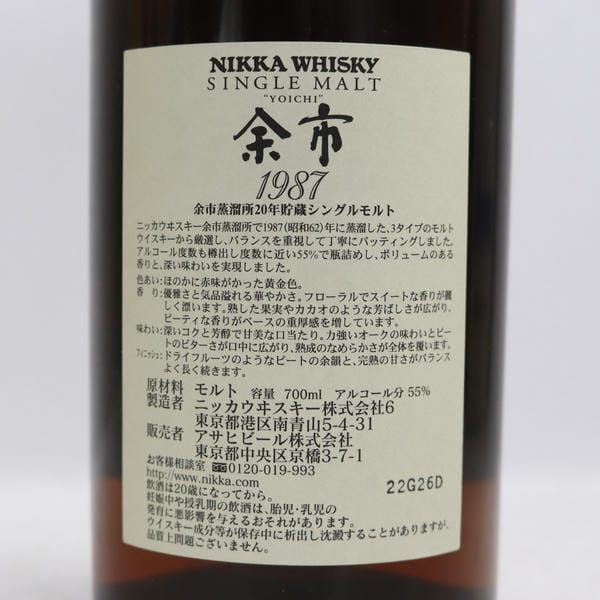 NIKKA WHISKY
SINGLE MALT
"YOICHI"
余市
1987
余市蒸溜所20年貯蔵シングルモルト
ニッカウヰスキー余市蒸溜所で1987(昭和62)年に蒸溜した、3タイプのモルト
ウイスキーから厳選し、バランスを重視して丁寧にバッティングしました。
アルコール度数も樽出し度数に近い55%で瓶詰めし、ボリュームのある
香りと、深い味わいを実現しました。
色あい:ほのかに赤味がかった黄金色。
香り:優雅さと気品溢れる華やかさ。フローラルでスイートな香りが麗
しく漂います。熟した果実やカカオのような芳ばしさが広がり、
ピーティな香りがベースの重厚感を増しています。
味わい:深いコクと芳醇で甘美な口当たり。力強いオークの味わいとピー
トのビターさが口中に広がり、熟成のなめらかさが全体を覆います。
フィニッシュ:ドライフルーツのようなピートの余韻と、完熟の甘さがバランス
よく長く続きます。
原材料 モルト 容量 700ml アルコール分 55%
製造者 ニッカウヰスキー株式会社6
東京都港区南青山5-4-31
販売者 アサヒビール株式会社
東京都中央区京橋3-7-1
お客様相談室 0120-019-993
http://www.nikka.com/
飲酒は20歳になってから。
妊娠中や授乳期の飲酒は、胎児・乳児の
発育に悪影響を与えるおそれがあります。
ウイスキー成分等が保存中に析出し沈澱することがありますが、
品質上問題ございません。
22G26D